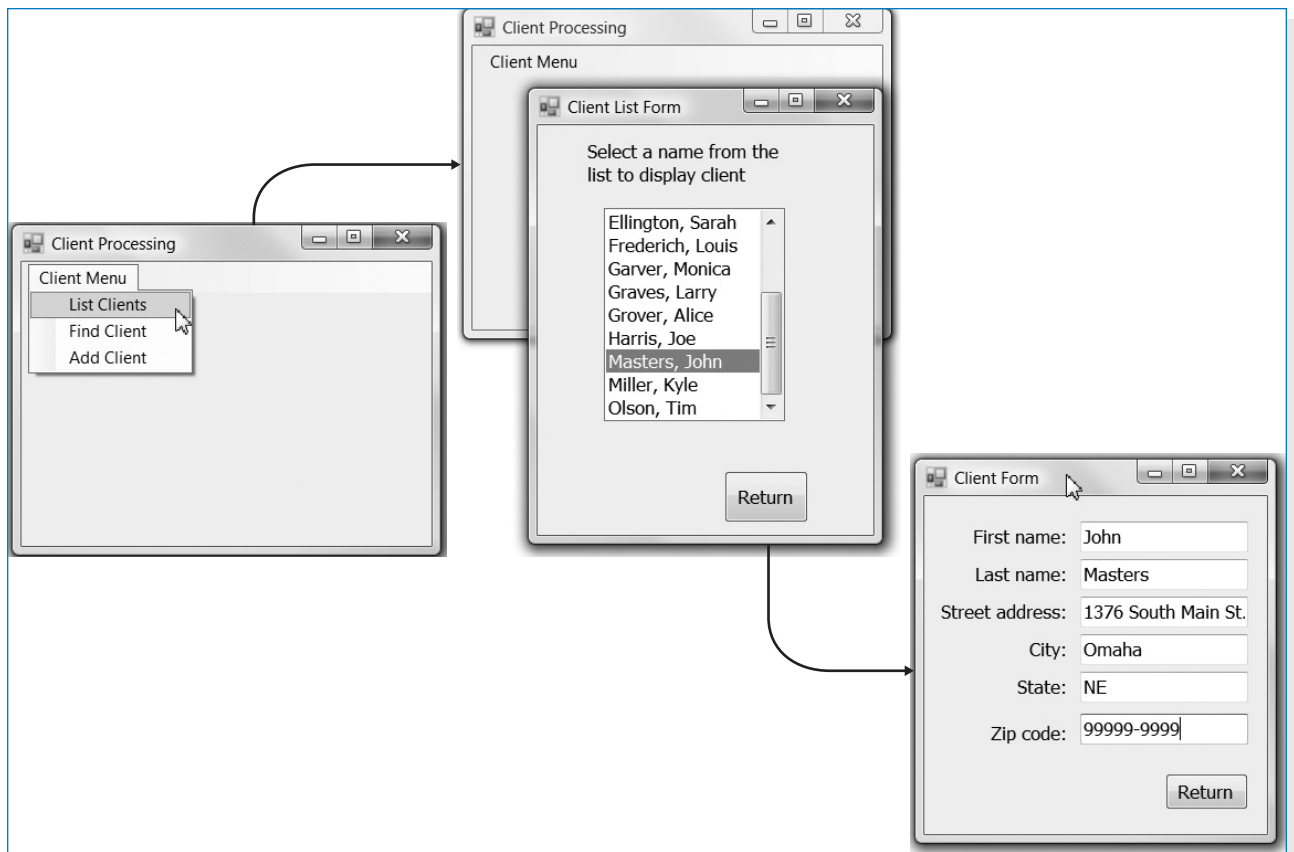 Client Processing
Client Menu
List Clients
Find Client
Add Client
Client Processing
Client Menu
Client List Form
Select a name from the
list to display client
Ellington, Sarah
Frederich, Louis
Garver, Monica
Graves, Larry
Grover, Alice
Harris, Joe
Masters, John
Miller, Kyle
Olson, Tim
Return
Client Form
First name: John
Last name: Masters
Street address: 1376 South Main St.
City: Omaha
State: NE
Zip code: 99999-9999
Return